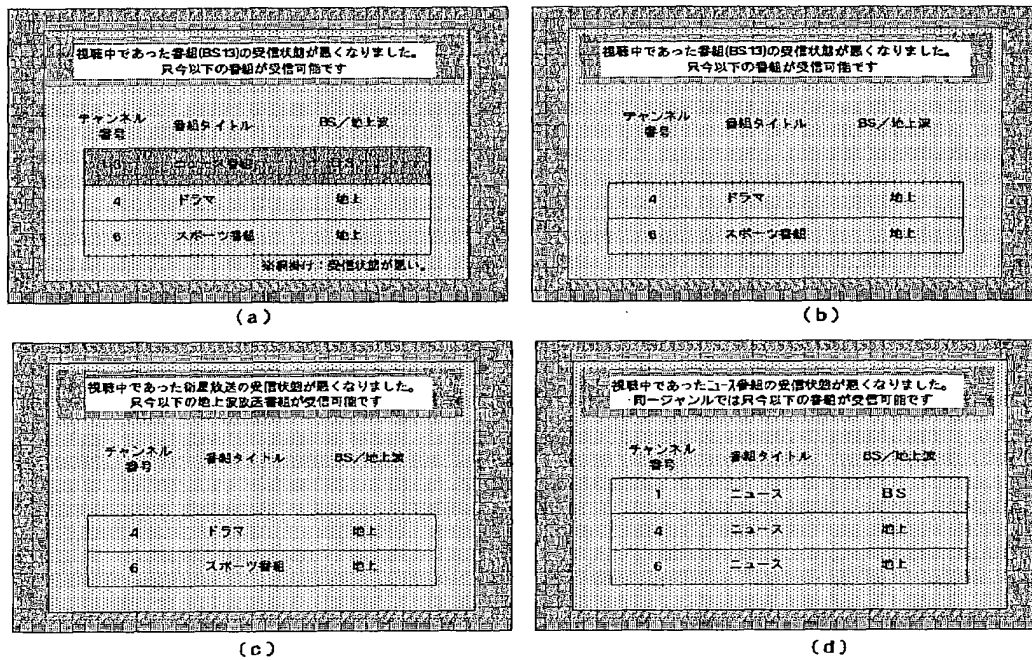 視聴中であった番組(BS13)の受信状態が悪くなりました。
只今以下の番組が受信可能です
チャンネル番号 番組タイトル BS/地上波
ニュース番組 BS
4 ドラマ 地上
6 スポーツ番組 地上
※網掛け:受信状態が悪い。
(a)
視聴中であった番組(BS13)の受信状態が悪くなりました。
只今以下の番組が受信可能です
チャンネル番号 番組タイトル BS/地上波
4 ドラマ 地上
6 スポーツ番組 地上
(b)
視聴中であった衛星放送の受信状態が悪くなりました。
只今以下の地上波放送番組が受信可能です
チャンネル番号 番組タイトル BS/地上波
4 ドラマ 地上
6 スポーツ番組 地上
(c)
視聴中であったニュース番組の受信状態が悪くなりました。
同一ジャンルでは只今以下の番組が受信可能です
チャンネル番号 番組タイトル BS/地上波
1 ニュース BS
4 ニュース 地上
6 ニュース 地上
(d)